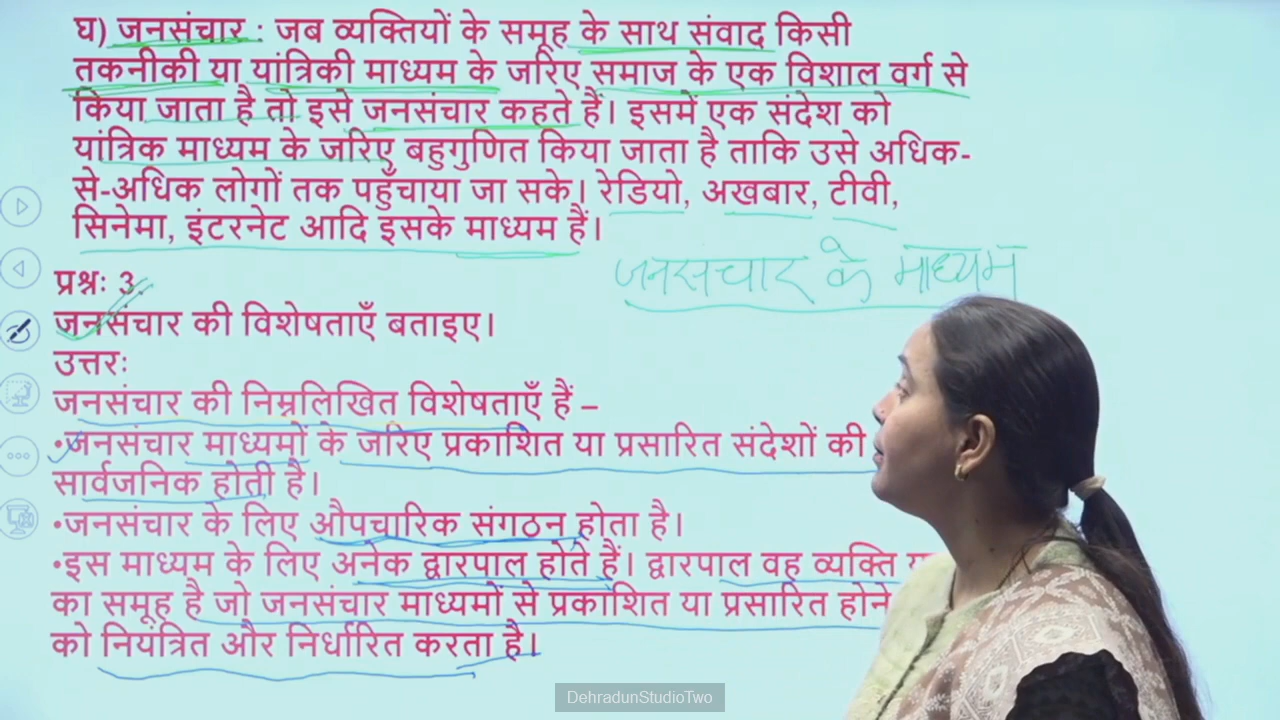 घ) जनसंचार : जब व्यक्तियों के समूह के साथ संवाद किसी
तकनीकी या यांत्रिकी माध्यम के जरिए समाज के एक विशाल वर्ग से
किया जाता है तो इसे जनसंचार कहते हैं। इसमें एक संदेश को
यांत्रिक माध्यम के जरिए बहुगुणित किया जाता है ताकि उसे अधिक-
से-अधिक लोगों तक पहुँचाया जा सके। रेडियो, अखबार, टीवी,
सिनेमा, इंटरनेट आदि इसके माध्यम हैं।
जनसंचार के माध्यम
प्रश्नः 3.
जनसंचार की विशेषताएँ बताइए।
उत्तरः
जनसंचार की निम्नलिखित विशेषताएँ हैं –
•जनसंचार माध्यमों के जरिए प्रकाशित या प्रसारित संदेशों की
सार्वजनिक होती है।
•जनसंचार के लिए औपचारिक संगठन होता है।
•इस माध्यम के लिए अनेक द्वारपाल होते हैं। द्वारपाल वह व्यक्ति
का समूह है जो जनसंचार माध्यमों से प्रकाशित या प्रसारित होने
को नियंत्रित और निर्धारित करता है।
DehradunStudioTwo